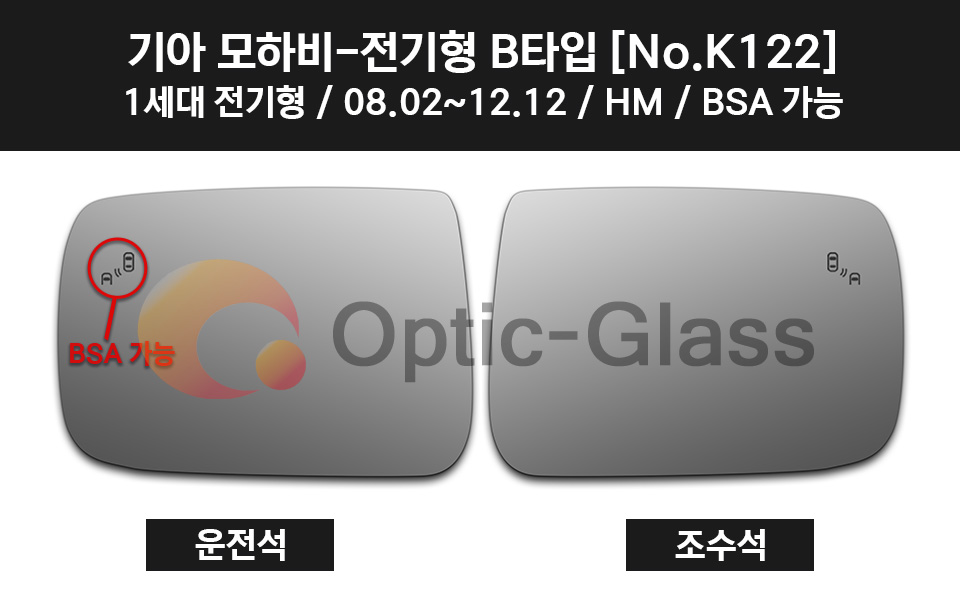 기아 모하비-전기형 B타입 [No.K122]
1세대 전기형 / 08.02~12.12 / HM / BSA 가능
BSA 가능
Optic-Glass
운전석
조수석